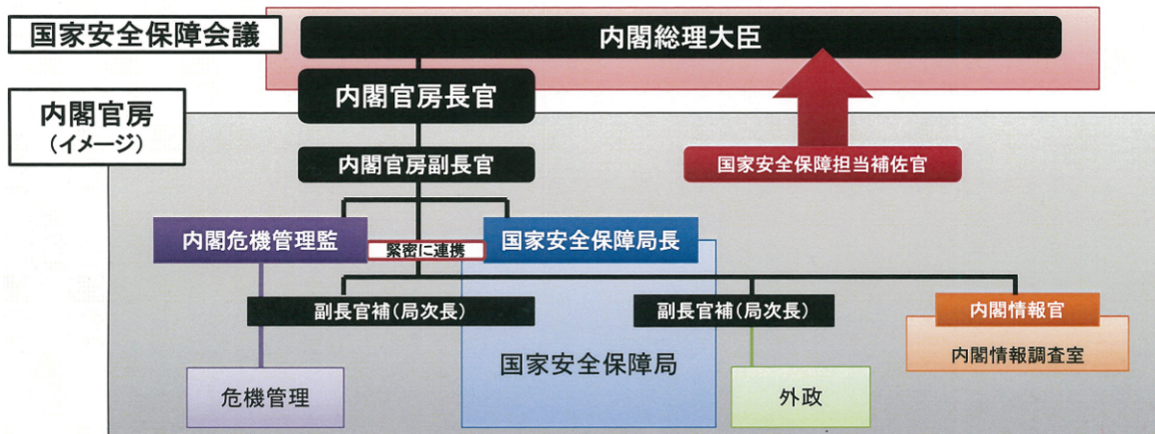 国家安全保障会議
内閣総理大臣
内閣官房長官
内閣官房
(イメージ)
内閣官房副長官
国家安全保障担当補佐官
内閣危機管理監
緊密に連携
国家安全保障局長
副長官補(局次長)
副長官補(局次長)
内閣情報官
内閣情報調査室
国家安全保障局
危機管理
外政